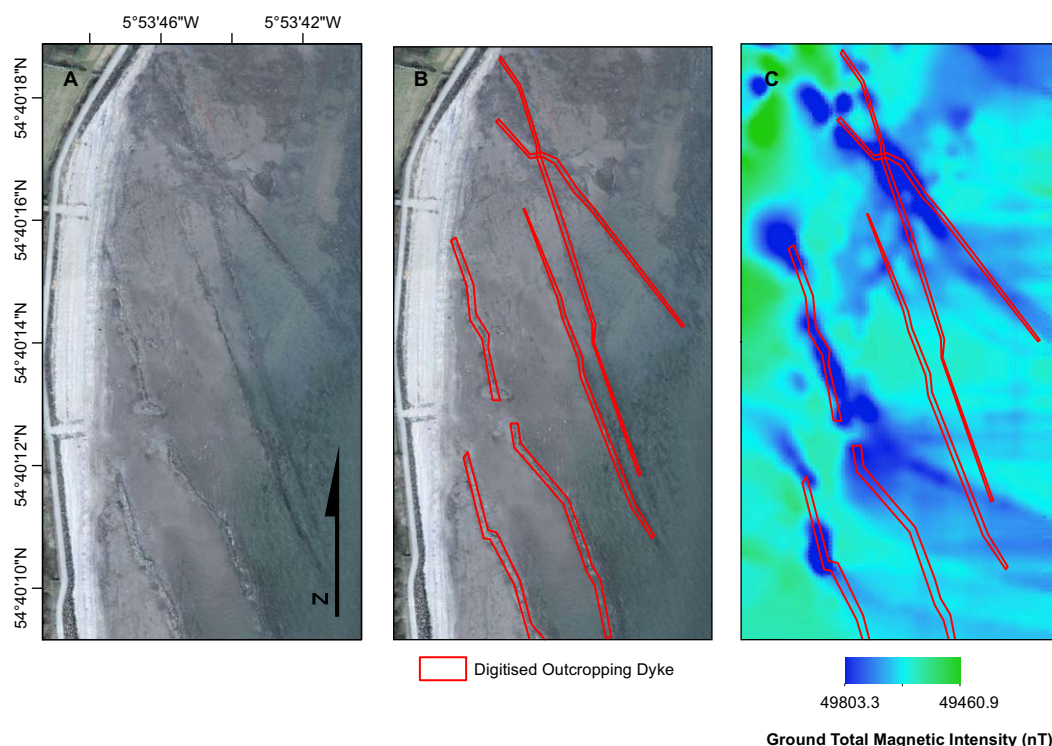 5°53'46"W 5°53'42"W
A
B
C
54°40'18"N
54°40'16"N
54°40'14"N
54°40'12"N
54°40'10"N
N
Digitised Outcropping Dyke
49803.3 49460.9
Ground Total Magnetic Intensity (nT)